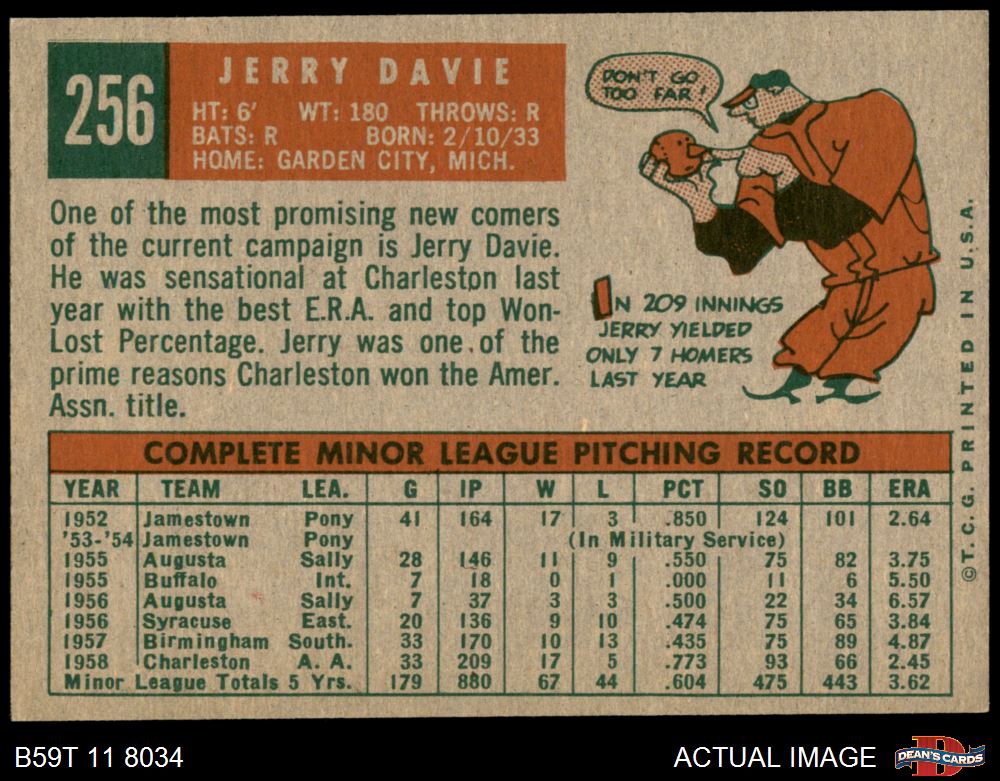 256
JERRY DAVIE
HT: 6' WT: 180 THROWS: R
BATS: R BORN: 2/10/33
HOME: GARDEN CITY, MICH.
DON'T GO
TOO FAR!
One of the most promising new comers
of the current campaign is Jerry Davie.
He was sensational at Charleston last
year with the best E.R.A. and top Won-
Lost Percentage. Jerry was one of the
prime reasons Charleston won the Amer.
Assn. title.
IN 209 INNINGS
JERRY YIELDED
ONLY 7 HOMERS
LAST YEAR
COMPLETE MINOR LEAGUE PITCHING RECORD
YEAR TEAM LEA. G IP W L PCT SO BB ERA
1952 Jamestown Pony 41 164 17 3 .850 124 101 2.64
'53-'54 Jamestown Pony (In Military Service)
1955 Augusta Sally 28 146 11 9 .550 75 82 3.75
1955 Buffalo Int. 7 18 0 1 .000 11 6 5.50
1956 Augusta Sally 7 37 3 3 .500 22 34 6.57
1956 Syracuse East. 20 136 9 10 .474 75 65 3.84
1957 Birmingham South. 33 170 10 13 .435 75 89 4.87
1958 Charleston A. A. 33 209 17 5 .773 93 66 2.45
Minor League Totals 5 Yrs. 179 880 67 44 .604 475 443 3.62
© T. C. G. PRINTED IN U.S.A.
B59T 11 8034
ACTUAL IMAGE
D
DEAN'S CARDS